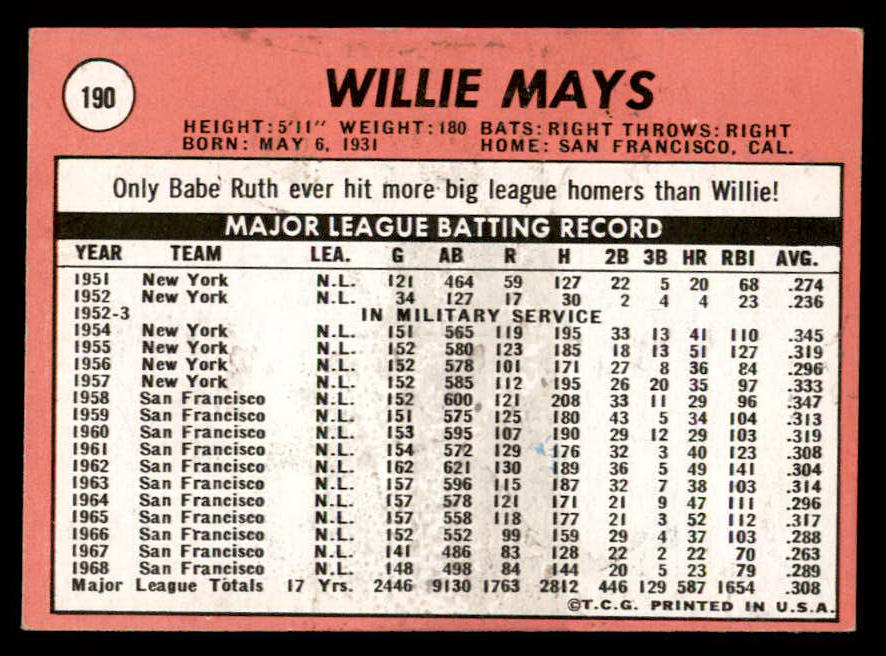 190
WILLIE MAYS
HEIGHT: 5'11" WEIGHT: 180 BATS: RIGHT THROWS: RIGHT
BORN: MAY 6, 1931 HOME: SAN FRANCISCO, CAL.
Only Babe Ruth ever hit more big league homers than Willie!
MAJOR LEAGUE BATTING RECORD
YEAR TEAM LEA. G AB R H 2B 3B HR RBI AVG.
1951 New York N.L. 121 464 59 127 22 5 20 68 .274
1952 New York N.L. 34 127 17 30 2 4 4 23 .236
1952-3 IN MILITARY SERVICE
1954 New York N.L. 151 565 119 195 33 13 41 110 .345
1955 New York N.L. 152 580 123 185 18 13 51 127 .319
1956 New York N.L. 152 578 101 171 27 8 36 84 .296
1957 New York N.L. 152 585 112 195 26 20 35 97 .333
1958 San Francisco N.L. 152 600 121 208 33 11 29 96 .347
1959 San Francisco N.L. 151 575 125 180 43 5 34 104 .313
1960 San Francisco N.L. 153 595 107 190 29 12 29 103 .319
1961 San Francisco N.L. 154 572 129 176 32 3 40 123 .308
1962 San Francisco N.L. 162 621 130 189 36 5 49 141 .304
1963 San Francisco N.L. 157 596 115 187 32 7 38 103 .314
1964 San Francisco N.L. 157 578 121 171 21 9 47 111 .296
1965 San Francisco N.L. 157 558 118 177 21 3 52 112 .317
1966 San Francisco N.L. 152 552 99 159 29 4 37 103 .288
1967 San Francisco N.L. 141 486 83 128 22 2 22 70 .263
1968 San Francisco N.L. 148 498 84 144 20 5 23 79 .289
Major League Totals 17 Yrs. 2446 9130 1763 2812 446 129 587 1654 .308
©T.C.G. PRINTED IN U.S.A.